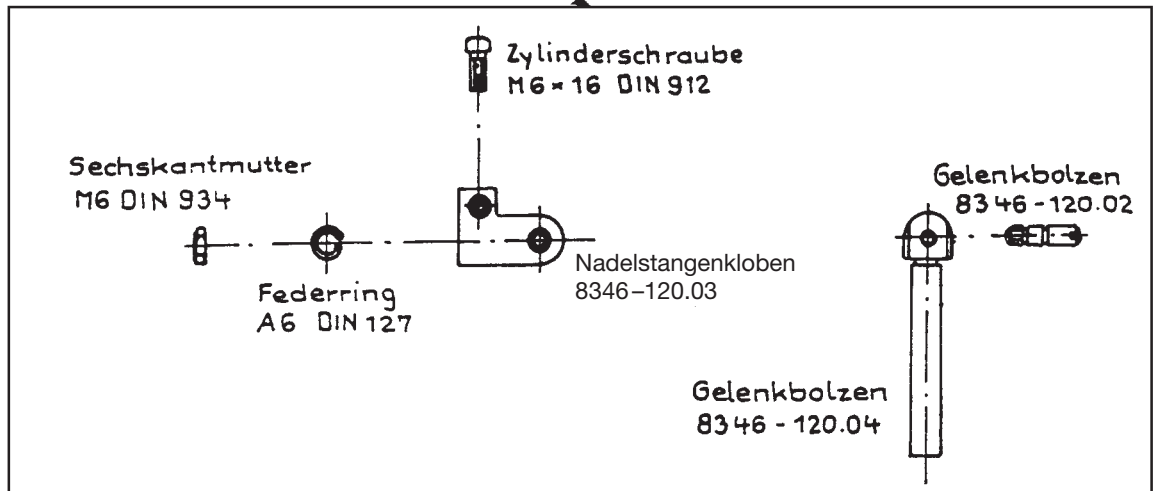 Zylinderschraube
M6 × 16 DIN 912
Sechskantmutter
M6 DIN 934
Gelenkbolzen
8346-120.02
Nadelstangenkloben
8346–120.03
Federring
A6 DIN 127
Gelenkbolzen
8346 - 120.04